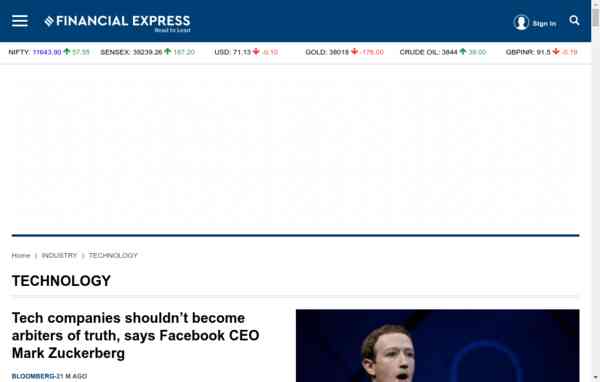 FINANCIAL EXPRESS
Read to Lead
Sign In
NIFTY: 11643.90 57.55 SENSEX: 39239.26 187.20 USD: 71.13 -0.10 GOLD: 38018 -178.00 CRUDE OIL: 3844 39.00 GBPINR: 91.5 -0.19
Home | INDUSTRY | TECHNOLOGY
TECHNOLOGY
Tech companies shouldn't become
arbiters of truth, says Facebook CEO
Mark Zuckerberg
BLOOMBERG-21 M AGO